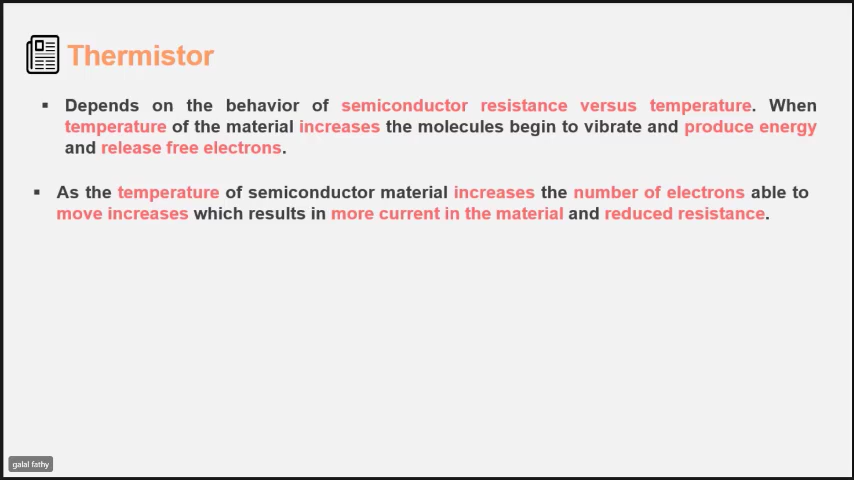 Thermistor
▪ Depends on the behavior of semiconductor resistance versus temperature. When
temperature of the material increases the molecules begin to vibrate and produce energy
and release free electrons.
▪ As the temperature of semiconductor material increases the number of electrons able to
move increases which results in more current in the material and reduced resistance.
galal fathy